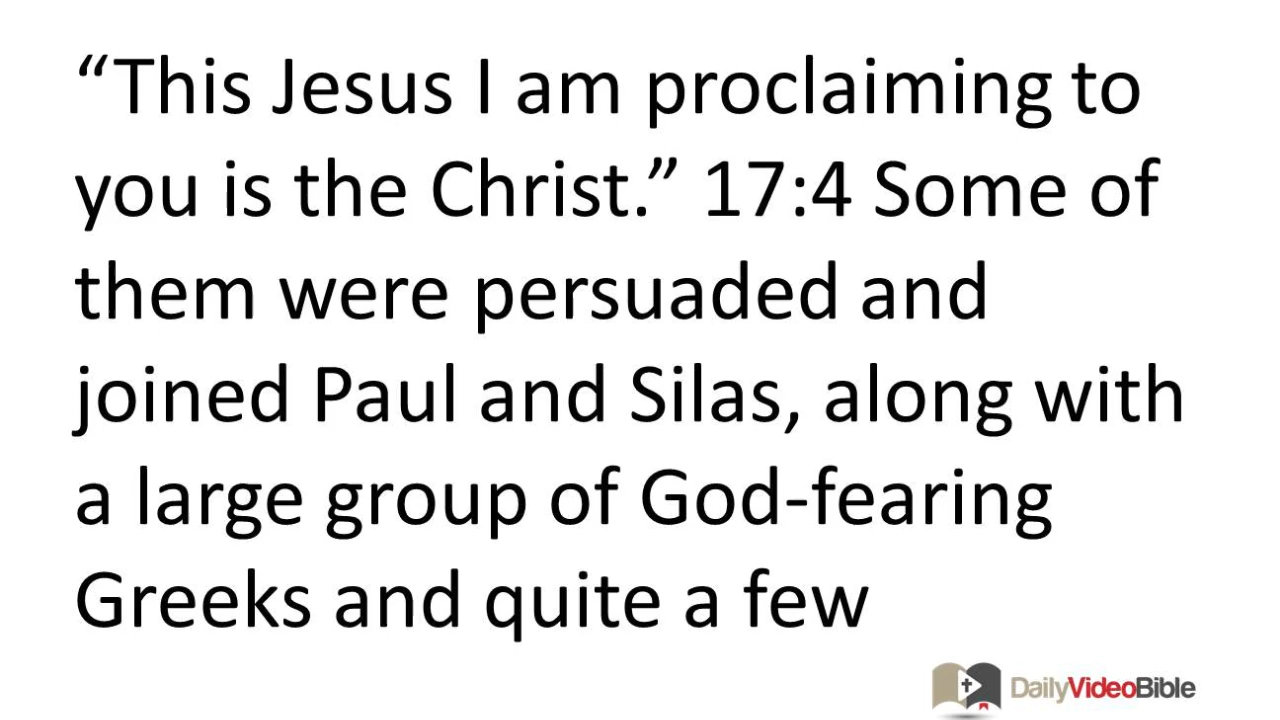 “This Jesus I am proclaiming to
you is the Christ.” 17:4 Some of
them were persuaded and
joined Paul and Silas, along with
a large group of God-fearing
Greeks and quite a few
DailyVideoBible